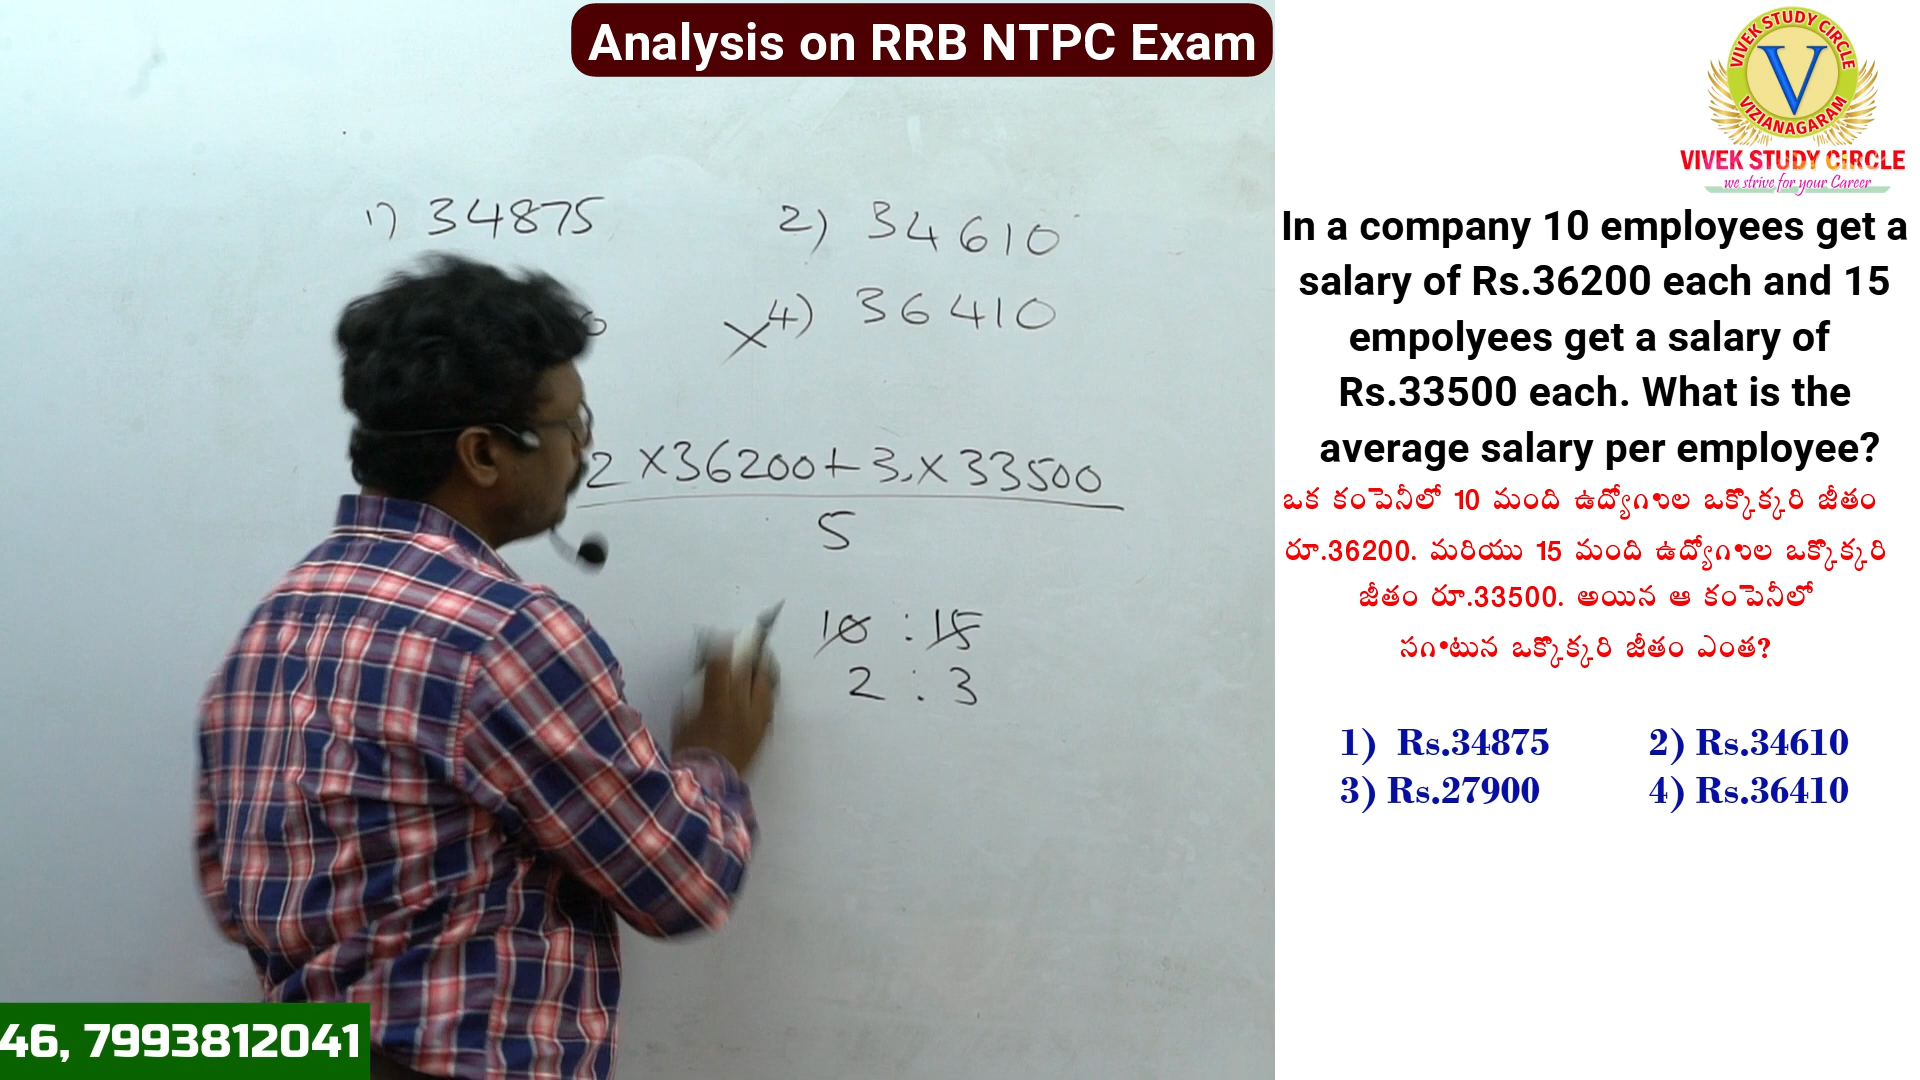 Analysis on RRB NTPC Exam
VIVEK STUDY CIRCLE
V
VIZIANAGARAM
VIVEK STUDY CIRCLE
we strive for your Career
1) 34875
2) 34610
4) 36410
2 x 36200 + 3 x 33500
5
10 : 15
2 : 3
In a company 10 employees get a
salary of Rs.36200 each and 15
empolyees get a salary of
Rs.33500 each. What is the
average salary per employee?
ఒక కంపెనీలో 10 మంది ఉద్యోగుల ఒక్కొక్కరి జీతం
రూ.36200. మరియు 15 మంది ఉద్యోగుల ఒక్కొక్కరి
జీతం రూ.33500. అయిన ఆ కంపెనీలో
సగటున ఒక్కొక్కరి జీతం ఎంత?
1) Rs.34875
2) Rs.34610
3) Rs.27900
4) Rs.36410
46, 7993812041